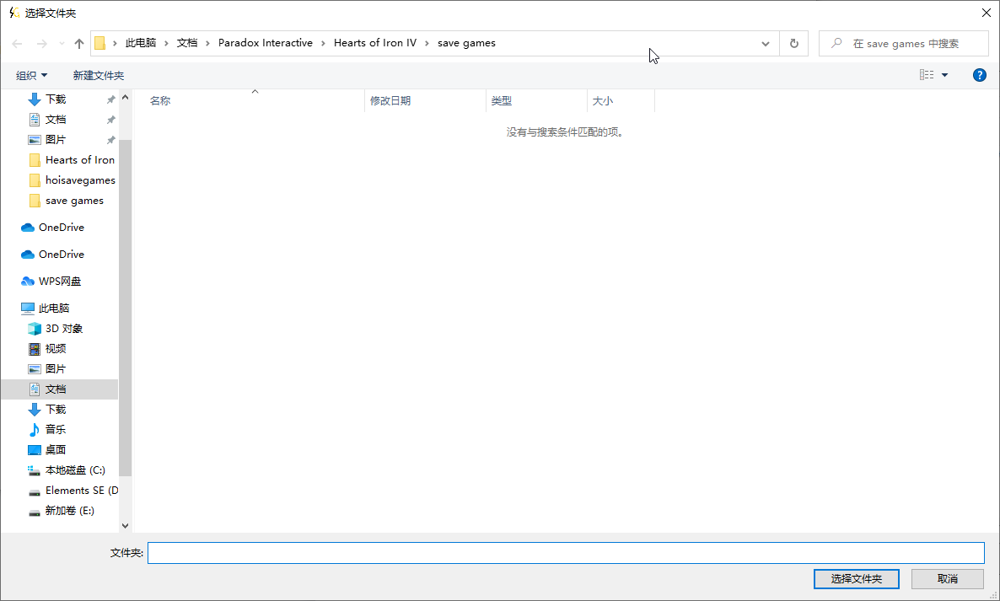 选择文件夹
此电脑 › 文档 › Paradox Interactive › Hearts of Iron IV › save games
在 save games 中搜索
组织
新建文件夹
名称
修改日期
类型
大小
没有与搜索条件匹配的项。
下载
文档
图片
Hearts of Iron
hoisavegames
save games
OneDrive
OneDrive
WPS网盘
此电脑
3D 对象
视频
图片
文档
下载
音乐
桌面
本地磁盘 (C:)
Elements SE (D
新加卷 (E:)
文件夹:
选择文件夹
取消